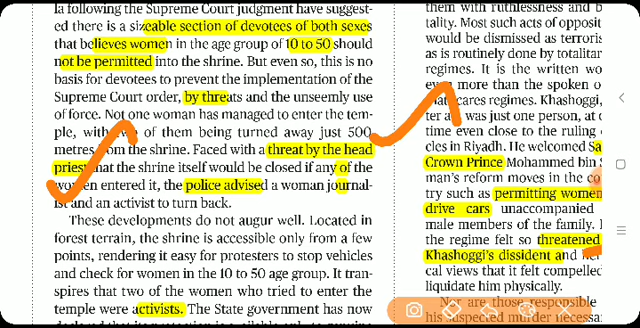 la following the Supreme Court judgment have suggest-
ed there is a sizeable section of devotees of both sexes
that believes women in the age group of 10 to 50 should
not be permitted into the shrine. But even so, this is no
basis for devotees to prevent the implementation of the
Supreme Court order, by threats and the unseemly use
of force. Not one woman has managed to enter the tem-
ple, with of them being turned away just 500
metres from the shrine. Faced with a threat by the head
priest that the shrine itself would be closed if any of the
women entered it, the police advised a woman journal-
ist and an activist to turn back.
These developments do not augur well. Located in
forest terrain, the shrine is accessible only from a few
points, rendering it easy for protesters to stop vehicles
and check for women in the 10 to 50 age group. It tran-
spires that two of the women who tried to enter the
temple were activists. The State government has now
them with ruthlessness and b
tality. Most such acts of opposit
would be dismissed as terroris
as is routinely done by totalitar
regimes. It is the written wo
even more than the spoken o
that scares regimes. Khashoggi,
ter all was just one person, at o
time even close to the ruling
cles in Riyadh. He welcomed Sa
Crown Prince Mohammed bin S
man's reform moves in the co
try such as permitting women
drive cars unaccompanied
male members of the family. I
the regime felt so threatened
Khashoggi's dissident and
cal views that it felt compelled
liquidate him physically.
Nor are those responsible
his suspected murder necessa